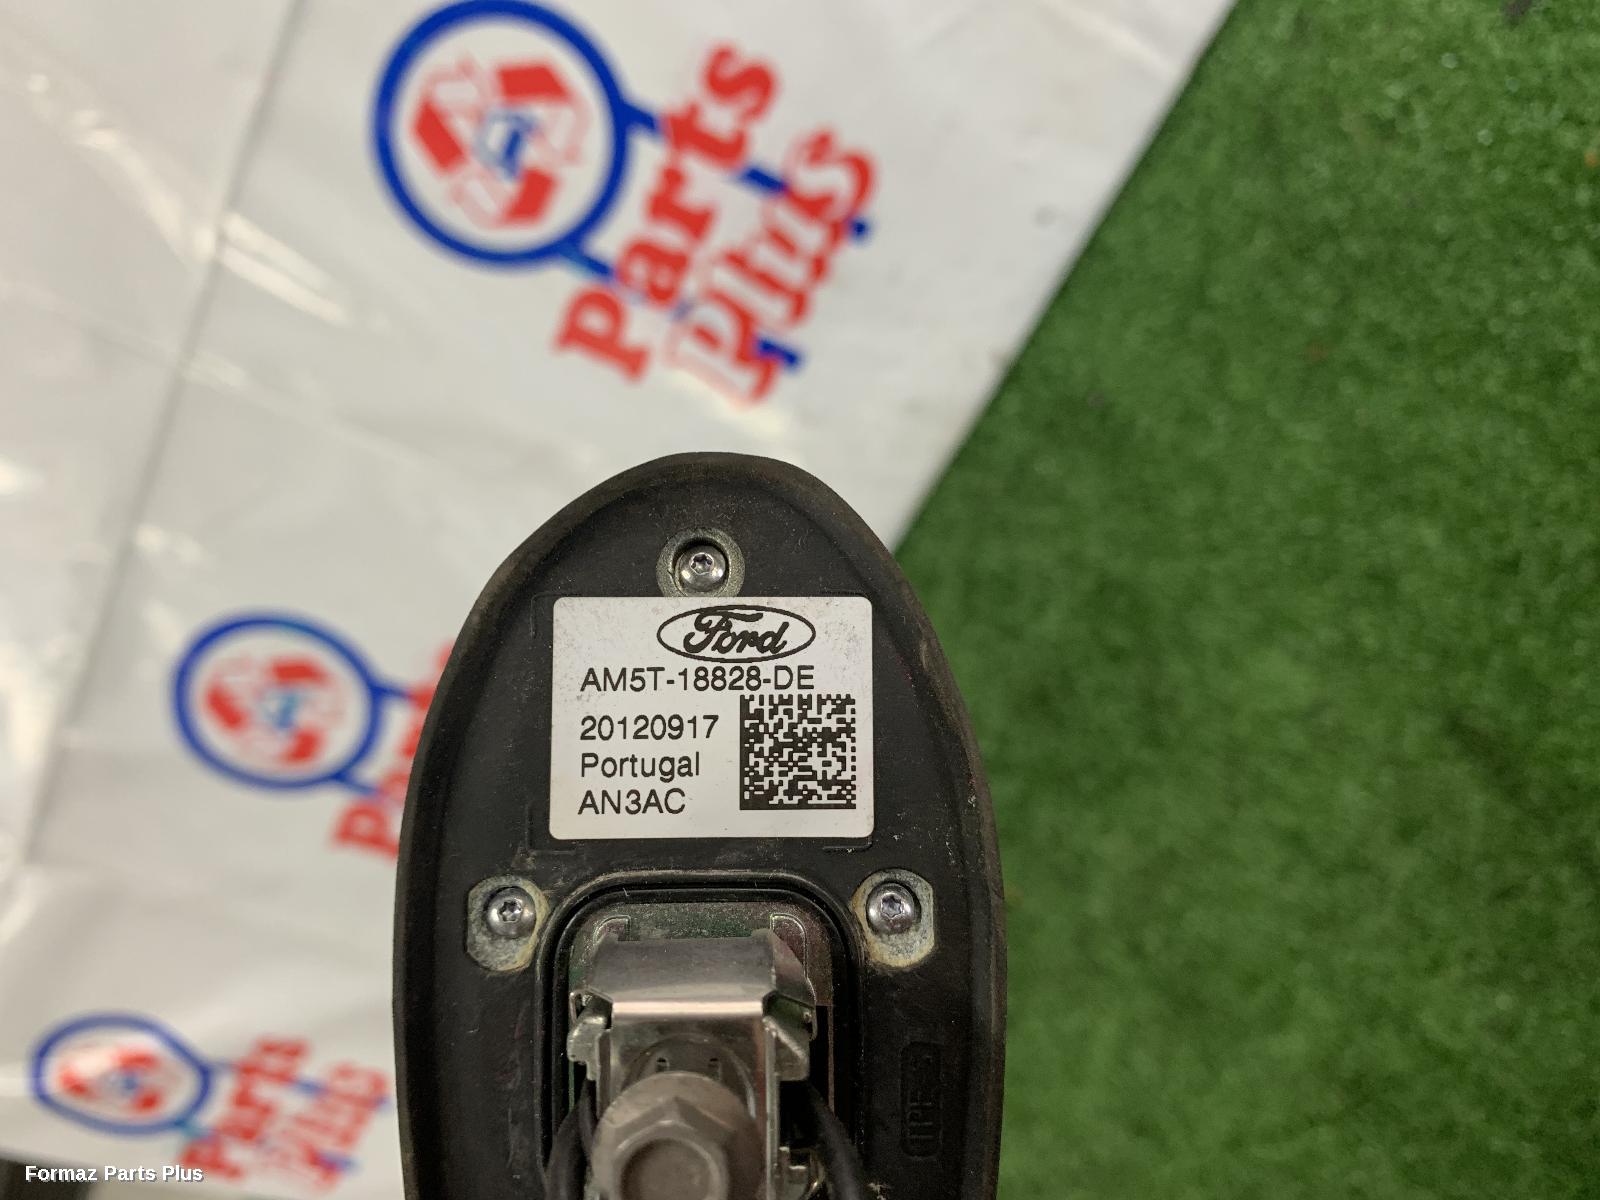 Parts
Plus
Parts
Plus
Ford
AM5T-18828-DE
20120917
Portugal
AN3AC
Formaz Parts Plus